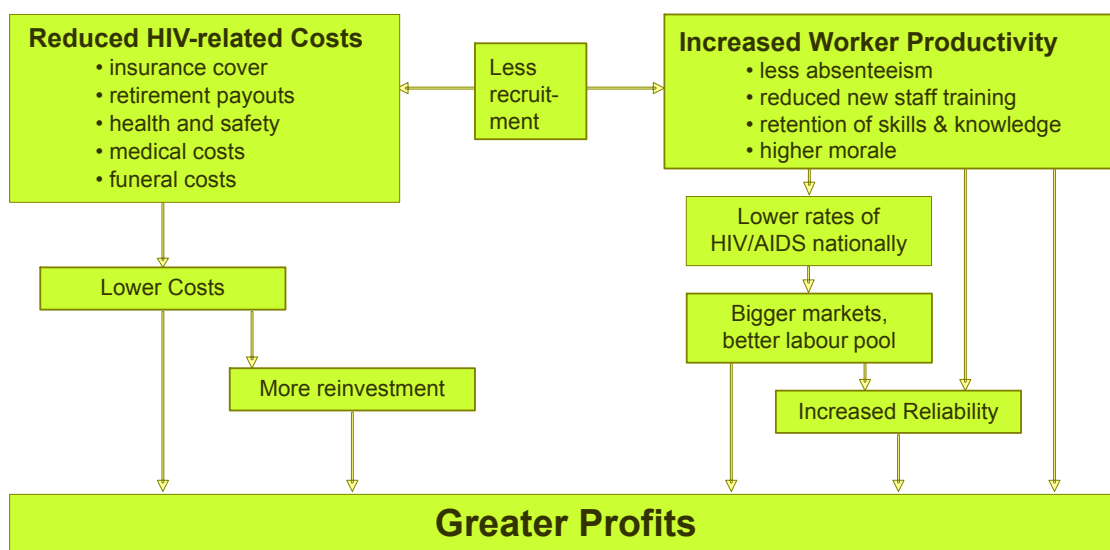 Reduced HIV-related Costs
• insurance cover
• retirement payouts
• health and safety
• medical costs
• funeral costs
Less
recruit-
ment
Increased Worker Productivity
• less absenteeism
• reduced new staff training
• retention of skills & knowledge
• higher morale
Lower rates of
HIV/AIDS nationally
Lower Costs
Bigger markets,
better labour pool
More reinvestment
Increased Reliability
Greater Profits